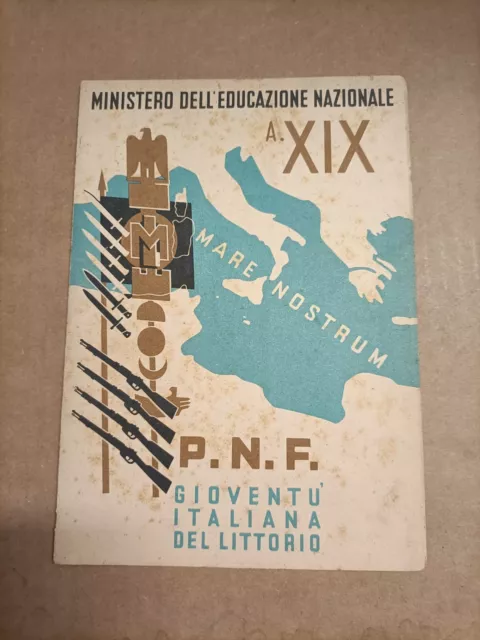 MINISTERO DELL'EDUCAZIONE NAZIONALE
A. XIX
M
MARE NOSTRUM
P.N.F.
GIOVENTU'
ITALIANA
DEL LITTORIO